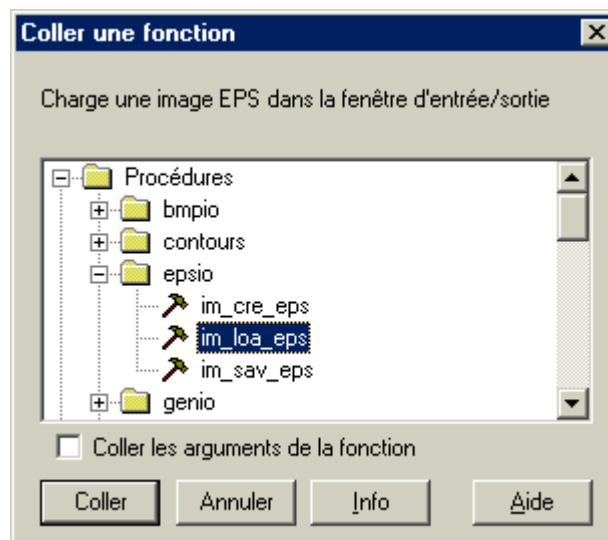 Coller une fonction
Charge une image EPS dans la fenêtre d'entrée/sortie
Procédures
bmpio
contours
epsio
im_cre_eps
im_loa_eps
im_sav_eps
genio
Coller les arguments de la fonction
Coller Annuler Info Aide